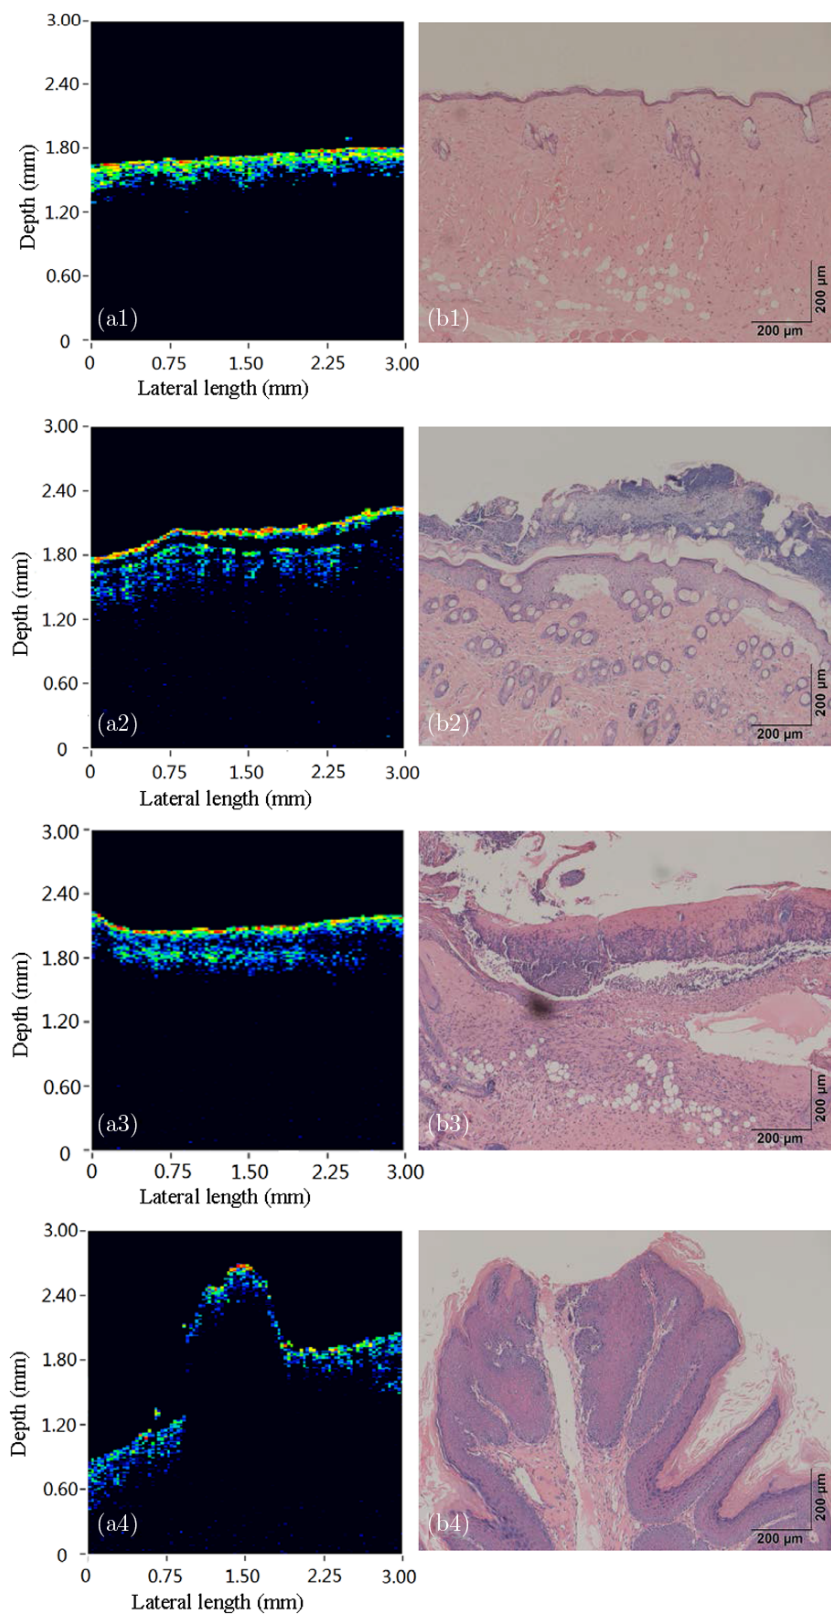 3.00
2.40
1.80
1.20
0.60
0
Depth (mm)
(a1)
0 0.75 1.50 2.25 3.00
Lateral length (mm)
(b1)
200 μm
200 μm
3.00
2.40
1.80
1.20
0.60
0
Depth (mm)
(a2)
0 0.75 1.50 2.25 3.00
Lateral length (mm)
(b2)
200 μm
200 μm
3.00
2.40
1.80
1.20
0.60
0
Depth (mm)
(a3)
0 0.75 1.50 2.25 3.00
Lateral length (mm)
(b3)
200 μm
200 μm
3.00
2.40
1.80
1.20
0.60
0
Depth (mm)
(a4)
0 0.75 1.50 2.25 3.00
Lateral length (mm)
(b4)
200 μm
200 μm